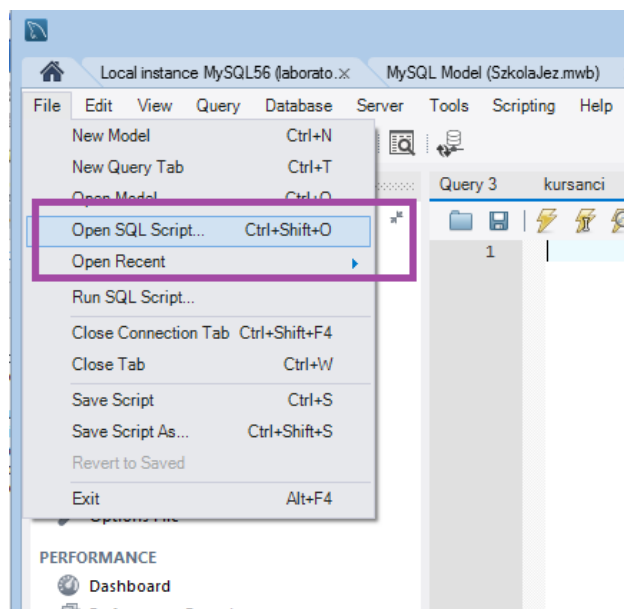 Local instance MySQL56 (laborato.× MySQL Model (SzkolaJez.mwb)
File Edit View Query Database Server Tools Scripting Help
New Model Ctrl+N
New Query Tab Ctrl+T
Open Model Ctrl+O
Query 3 kursanci
Open SQL Script... Ctrl+Shift+O
Open Recent
1
Run SQL Script...
Close Connection Tab Ctrl+Shift+F4
Close Tab Ctrl+W
Save Script Ctrl+S
Save Script As... Ctrl+Shift+S
Revert to Saved
Exit Alt+F4
Options File
PERFORMANCE
Dashboard